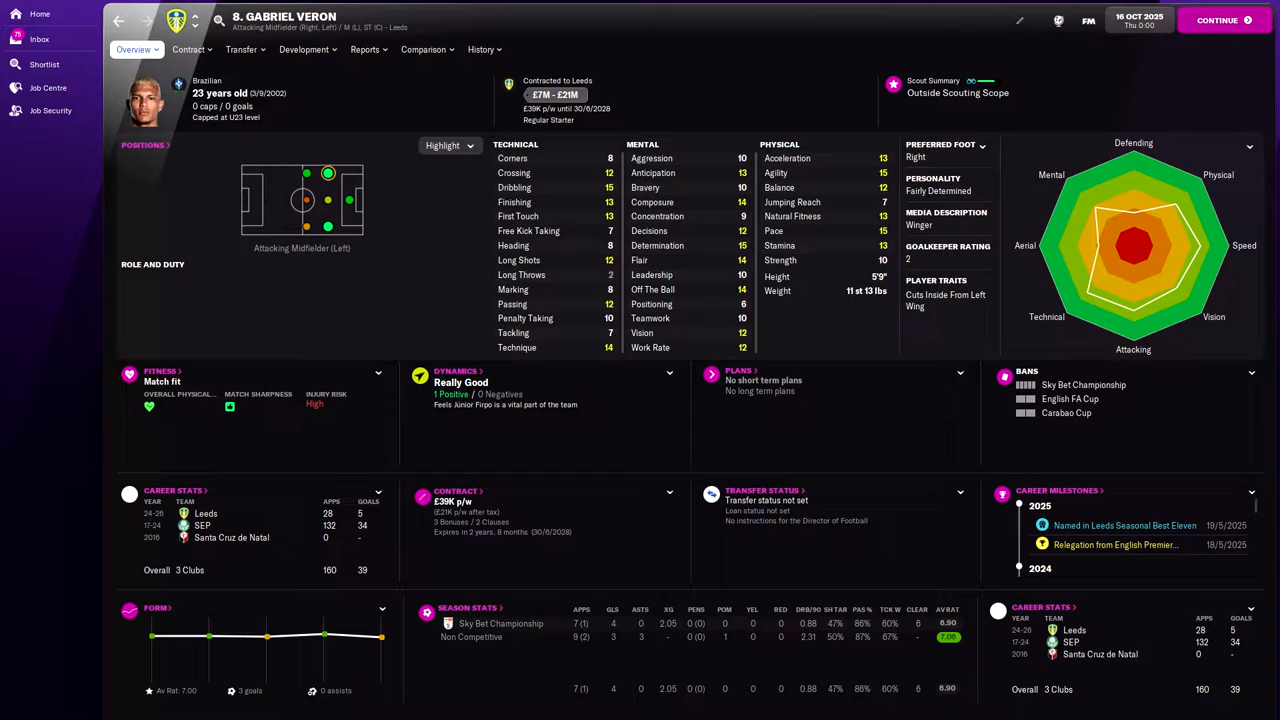 Home
75
Inbox
Shortlist
Job Centre
Job Security
8. GABRIEL VERON
Attacking Midfielder (Right, Left) / M (L), ST (C) - Leeds
FM
16 OCT 2025
Thu 0:00
CONTINUE
Overview
Contract
Transfer
Development
Reports
Comparison
History
Brazilian
23 years old (3/9/2002)
0 caps / 0 goals
Capped at U23 level
Contracted to Leeds
£7M - £21M
£39K p/w until 30/6/2028
Regular Starter
Scout Summary
Outside Scouting Scope
POSITIONS
Highlight
Attacking Midfielder (Left)
ROLE AND DUTY
TECHNICAL
Corners 8
Crossing 12
Dribbling 15
Finishing 13
First Touch 13
Free Kick Taking 7
Heading 8
Long Shots 12
Long Throws 2
Marking 8
Passing 12
Penalty Taking 10
Tackling 7
Technique 14
MENTAL
Aggression 10
Anticipation 13
Bravery 10
Composure 14
Concentration 9
Decisions 12
Determination 15
Flair 14
Leadership 10
Off The Ball 14
Positioning 6
Teamwork 10
Vision 12
Work Rate 12
PHYSICAL
Acceleration 13
Agility 15
Balance 12
Jumping Reach 7
Natural Fitness 13
Pace 15
Stamina 13
Strength 10
Height 5'9"
Weight 11 st 13 lbs
PREFERRED FOOT
Right
PERSONALITY
Fairly Determined
MEDIA DESCRIPTION
Winger
GOALKEEPER RATING
2
PLAYER TRAITS
Cuts Inside From Left
Wing
Defending
Mental
Physical
Aerial
Speed
Technical
Vision
Attacking
FITNESS
Match fit
OVERALL PHYSICAL... MATCH SHARPNESS INJURY RISK
High
DYNAMICS
Really Good
1 Positive / 0 Negatives
Feels Júnior Firpo is a vital part of the team
PLANS
No short term plans
No long term plans
BANS
Sky Bet Championship
English FA Cup
Carabao Cup
CAREER STATS
YEAR TEAM APPS GOALS
24-26 Leeds 28 5
17-24 SEP 132 34
2016 Santa Cruz de Natal 0 -
Overall 3 Clubs 160 39
CONTRACT
£39K p/w
(£21K p/w after tax)
3 Bonuses / 2 Clauses
Expires in 2 years, 8 months (30/6/2028)
TRANSFER STATUS
Transfer status not set
Loan status not set
No instructions for the Director of Football
CAREER MILESTONES
2025
Named in Leeds Seasonal Best Eleven 19/5/2025
Relegation from English Premier... 18/5/2025
2024
FORM
Av Rat: 7.00 3 goals 0 assists
SEASON STATS APPS GLS ASTS XG PENS POM YEL RED DRB/90 SH TAR PAS % TCK W CLEAR AV RAT
Sky Bet Championship 7 (1) 4 0 2.05 0 (0) 0 0 0 0.88 47% 86% 60% 6 6.90
Non Competitive 9 (2) 3 3 - 0 (0) 1 0 0 2.31 50% 87% 67% - 7.05
7 (1) 4 0 2.05 0 (0) 0 0 0 0.88 47% 86% 60% 6 6.90
CAREER STATS
YEAR TEAM APPS GOALS
24-26 Leeds 28 5
17-24 SEP 132 34
2016 Santa Cruz de Natal 0 -
Overall 3 Clubs 160 39